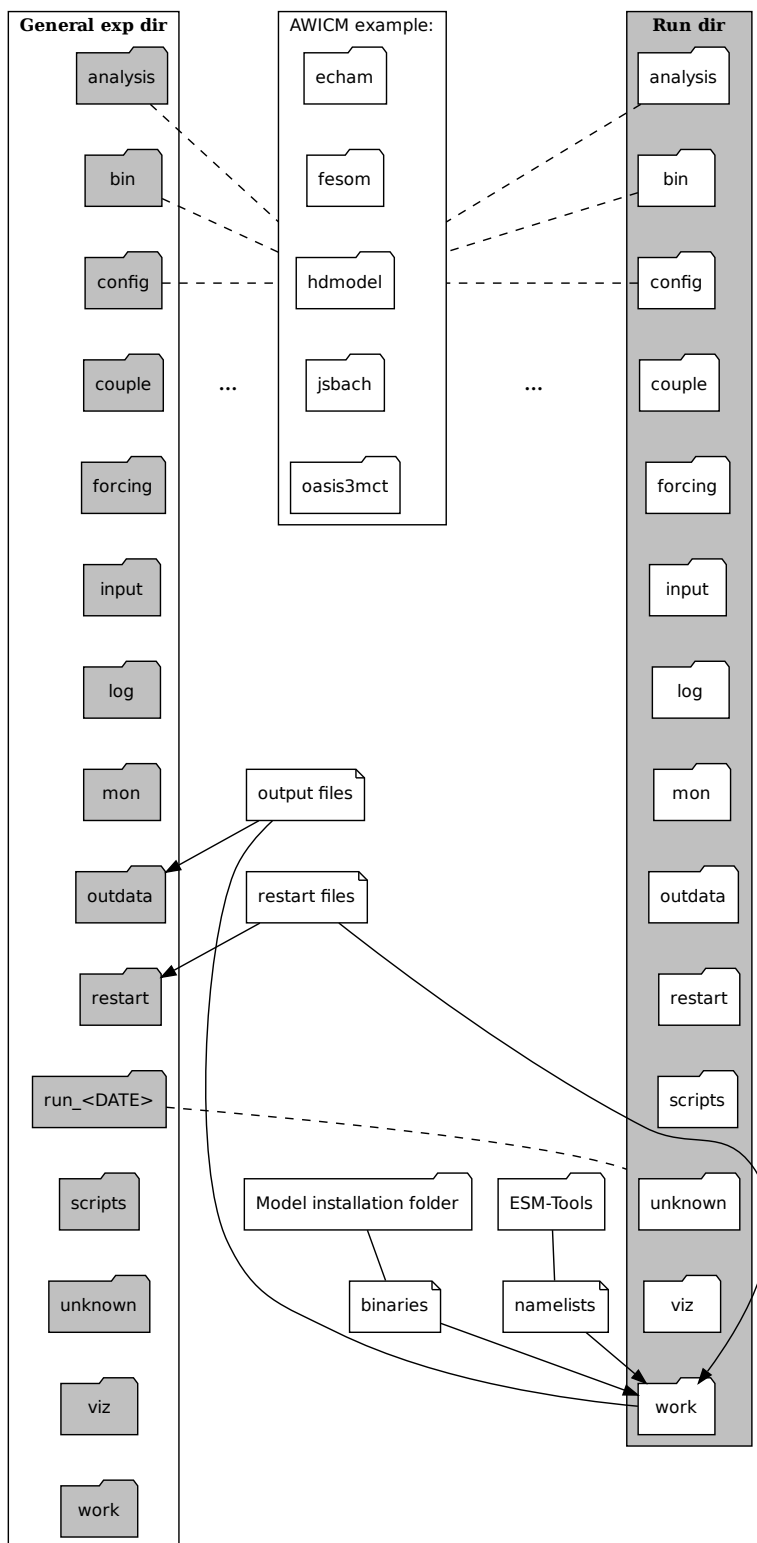 General exp dir
analysis
bin
config
couple
forcing
input
log
mon
outdata
restart
run_<DATE>
scripts
unknown
viz
work
...
AWICM example:
echam
fesom
hdmodel
jsbach
oasis3mct
...
output files
restart files
Model installation folder
ESM-Tools
binaries
namelists
Run dir
analysis
bin
config
couple
forcing
input
log
mon
outdata
restart
scripts
unknown
viz
work